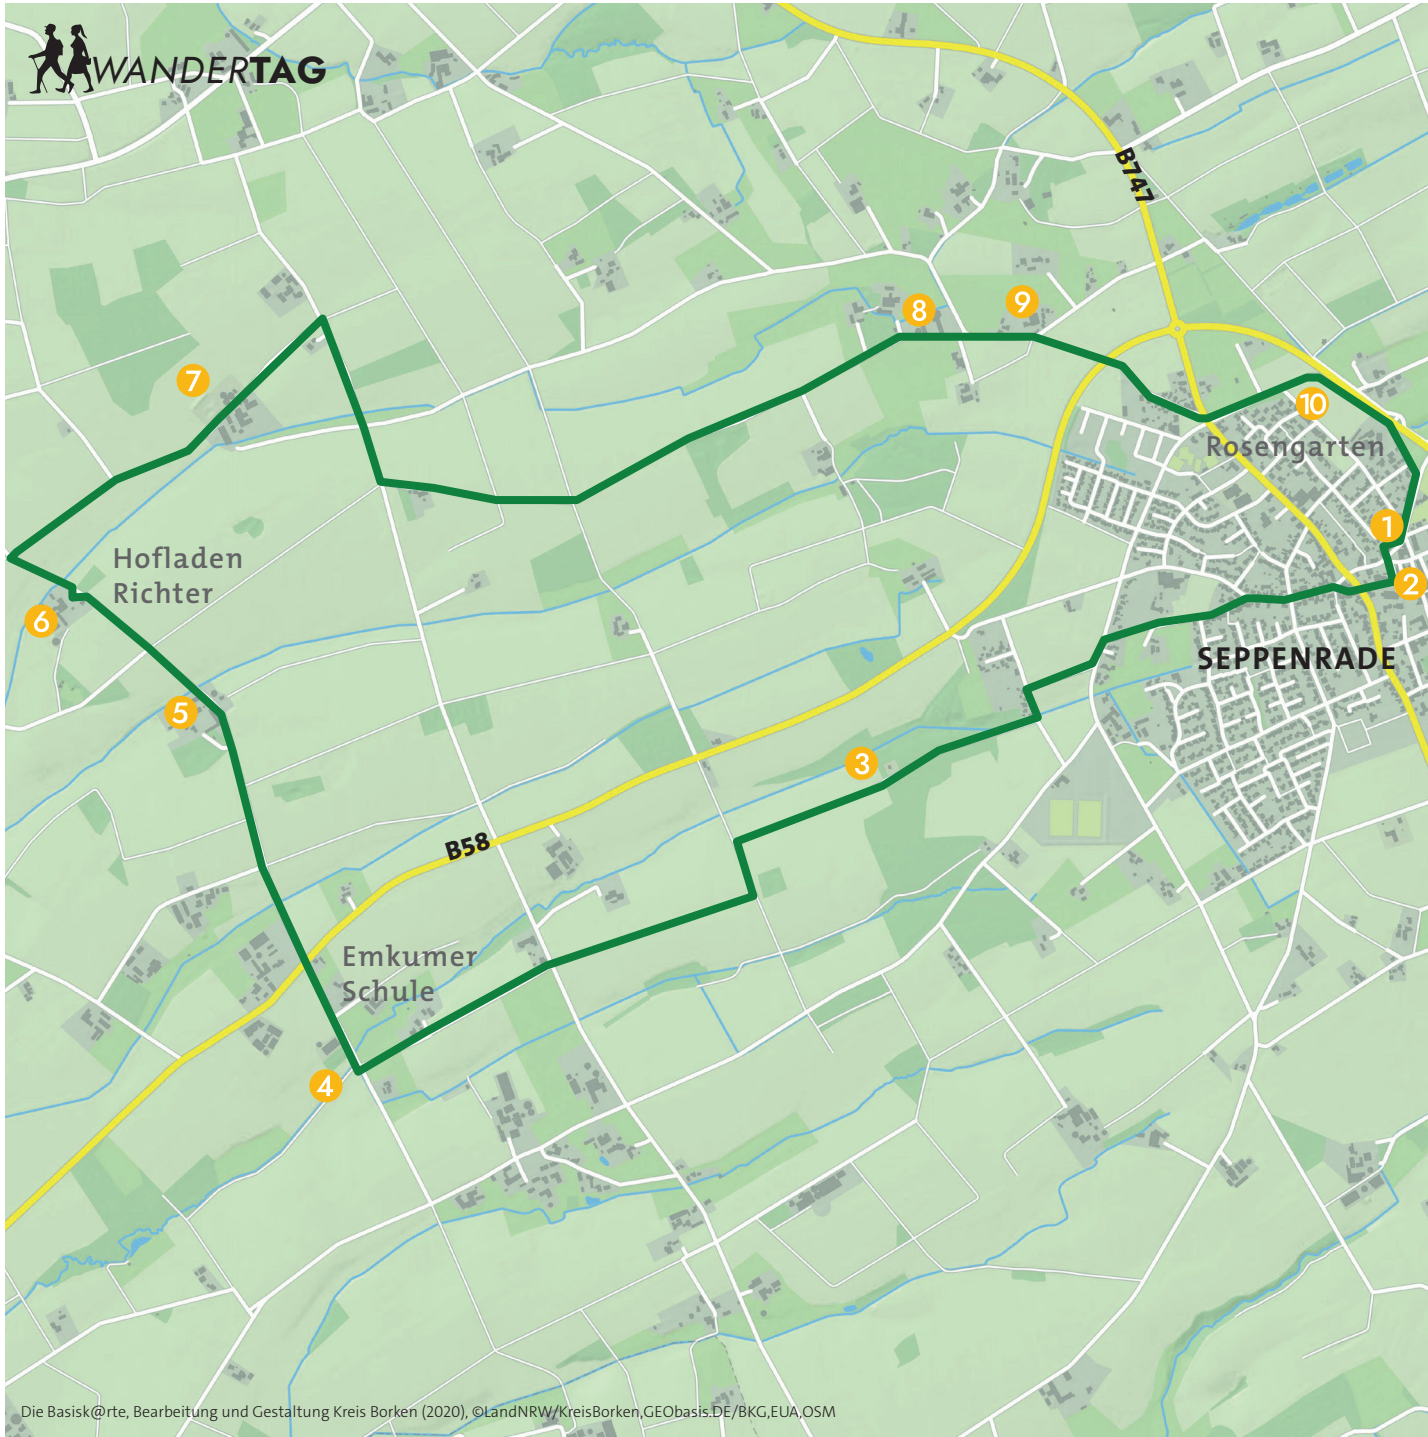 WANDERTAG
B747
8
9
7
10
Rosengarten
1
Hofladen
Richter
2
6
SEPPENRADE
5
3
B58
Emkumer
Schule
4
Die Basisk@rte, Bearbeitung und Gestaltung Kreis Borken (2020), ©LandNRW/KreisBorken,GEObasis.DE/BKG,EUA,OSM